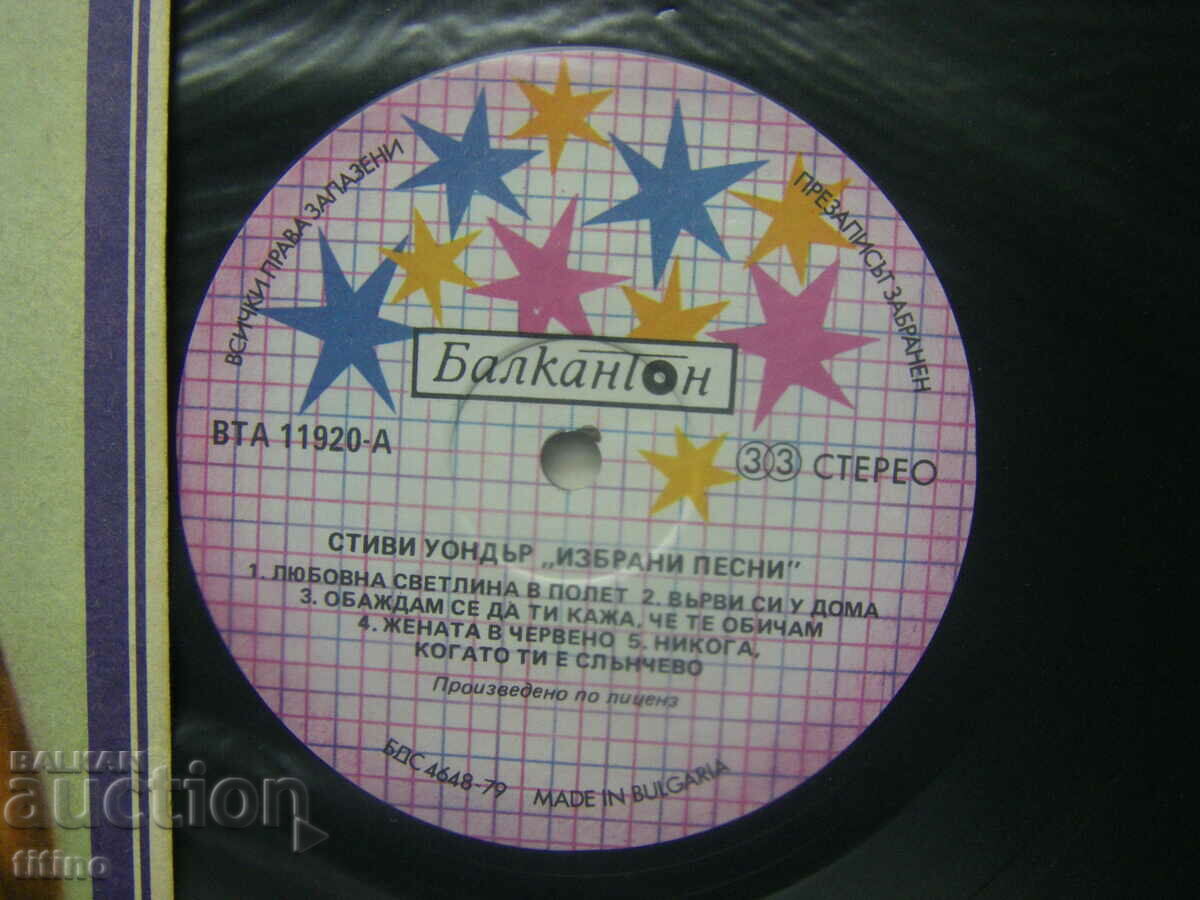 ВСИЧКИ ПРАВА ЗАПАЗЕНИ
ПРЕЗАПИСЪТ ЗАБРАНЕН
Балкантон
ВТА 11920-А
33 СТЕРЕО
СТИВИ УОНДЪР „ИЗБРАНИ ПЕСНИ"
1. ЛЮБОВНА СВЕТЛИНА В ПОЛЕТ 2. ВЪРВИ СИ У ДОМА
3. ОБАЖДАМ СЕ ДА ТИ КАЖА, ЧЕ ТЕ ОБИЧАМ
4. ЖЕНАТА В ЧЕРВЕНО 5. НИКОГА,
КОГАТО ТИ Е СЛЪНЧЕВО
Произведено по лиценз
БДС 4648-79 MADE IN BULGARIA
BALKAN
auction
titino